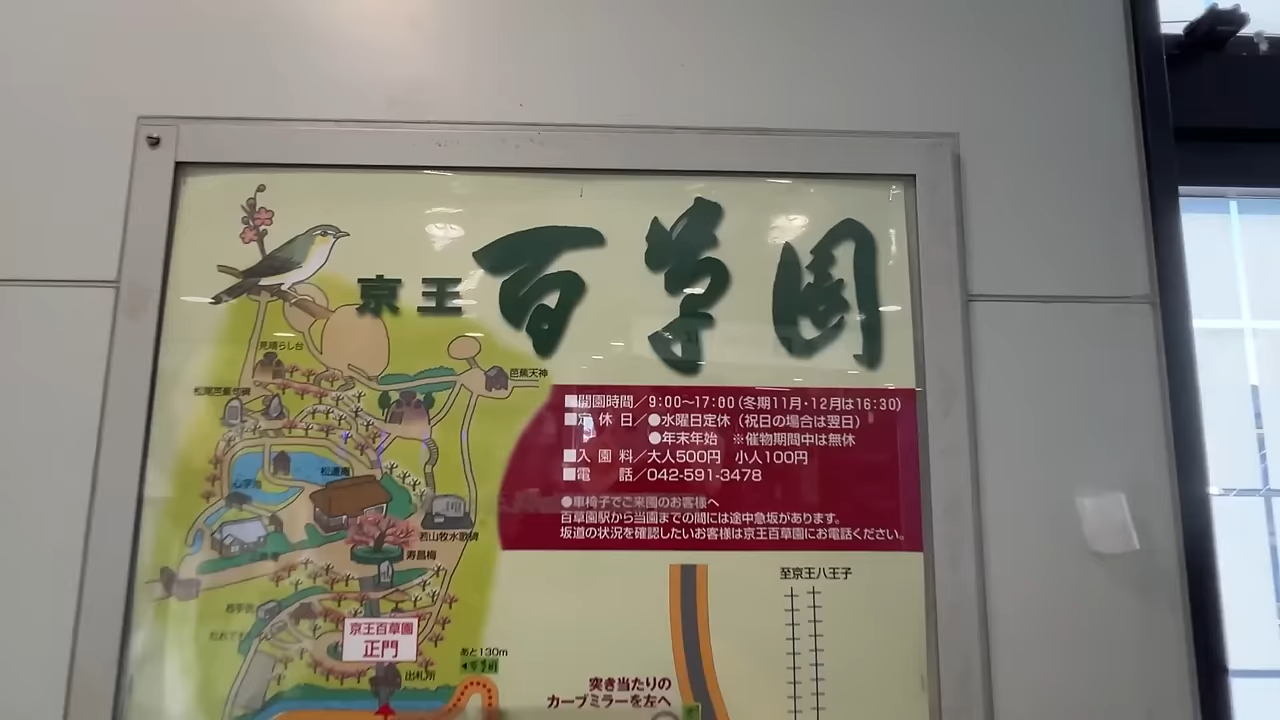 京王 百草園
見晴らし台
芭蕉天神
■開園時間／9:00〜17:00(冬期11月・12月は16:30)
■定休日／●水曜日定休（祝日の場合は翌日）
●年末年始 ※催物期間中は無休
■入園料／大人500円 小人100円
■電話／042-591-3478
●車椅子でご来園のお客様へ
百草園駅から当園までの間には途中急坂があります。
坂道の状況を確認したいお客様は京王百草園にお電話ください。
松連庵
心字池
若山牧水歌碑
寿昌梅
京王百草園
正門
出札所
あと130m
至京王八王子
突き当たりの
カーブミラーを左へ